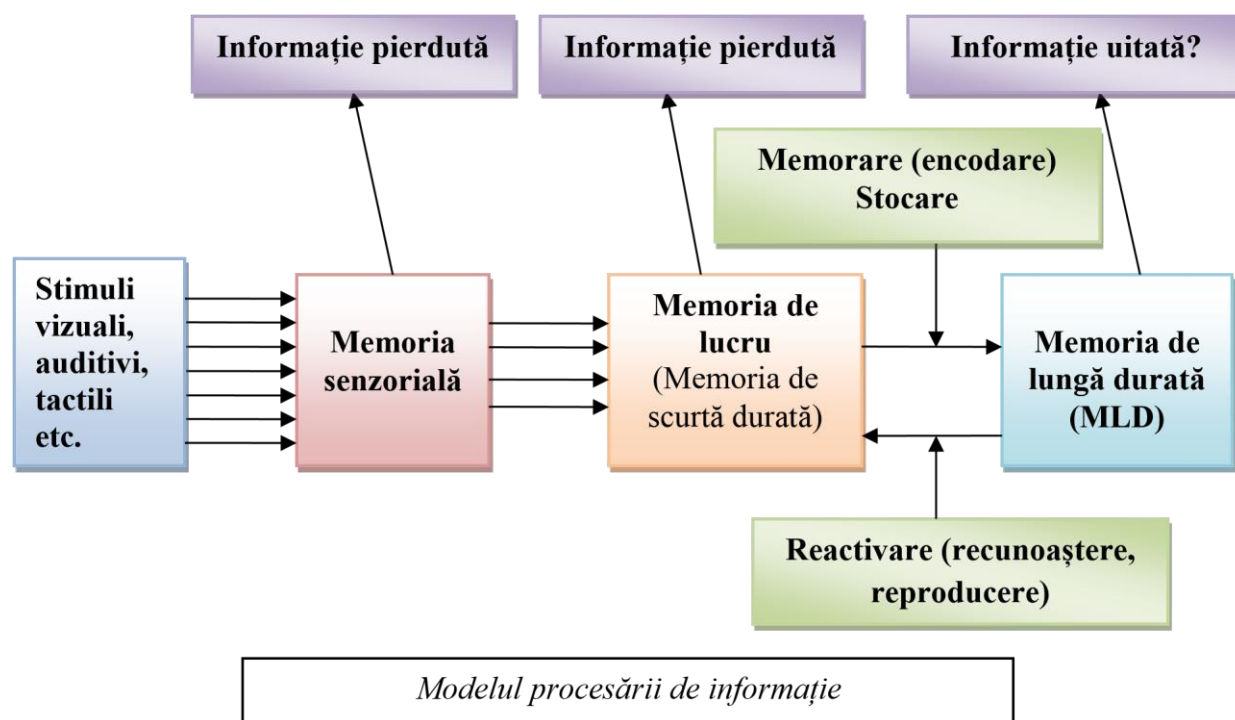 Informație pierdută
Informație pierdută
Informație uitată?
Memorare (encodare)
Stocare
Stimuli
vizuali,
auditivi,
tactili
etc.
Memoria
senzorială
Memoria de
lucru
(Memoria de
scurtă durată)
Memoria de
lungă durată
(MLD)
Reactivare (recunoaștere,
reproducere)
Modelul procesării de informație